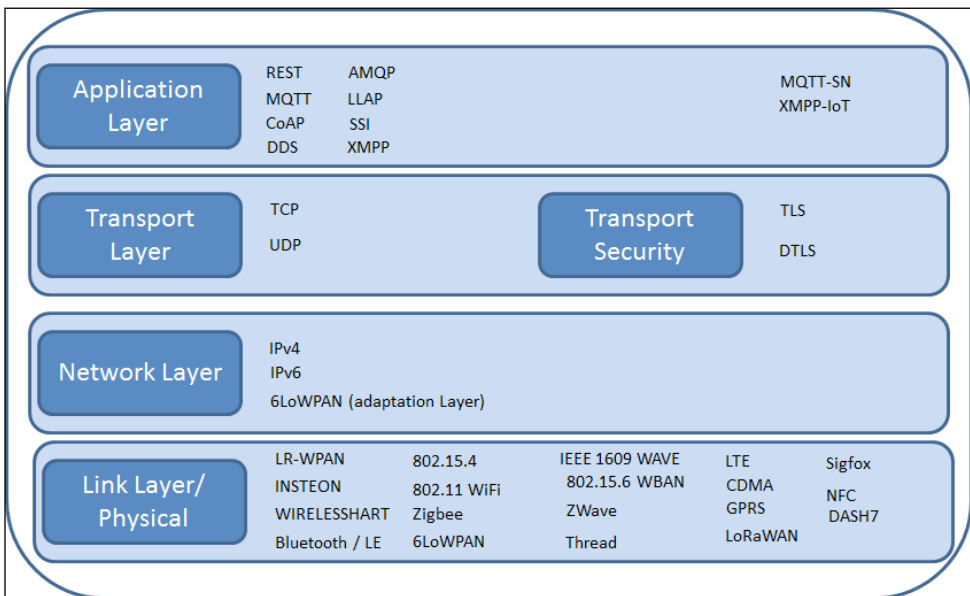 Application
Layer
REST AMQP
MQTT LLAP
CoAP SSI
DDS XMPP
MQTT-SN
XMPP-IoT
Transport
Layer
TCP
UDP
Transport
Security
TLS
DTLS
Network Layer
IPv4
IPv6
6LoWPAN (adaptation Layer)
Link Layer/
Physical
LR-WPAN
INSTEON
WIRELESSHART
Bluetooth / LE
802.15.4
802.11 WiFi
Zigbee
6LoWPAN
IEEE 1609 WAVE
802.15.6 WBAN
ZWave
Thread
LTE
CDMA
GPRS
LoRaWAN
Sigfox
NFC
DASH7